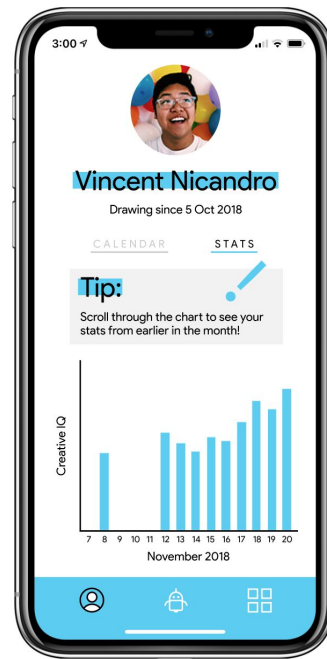 3:00
Vincent Nicandro
Drawing since 5 Oct 2018
CALENDAR STATS
Tip:
Scroll through the chart to see your
stats from earlier in the month!
Creative IQ
7 8 9 10 11 12 13 14 15 16 17 18 19 20
November 2018